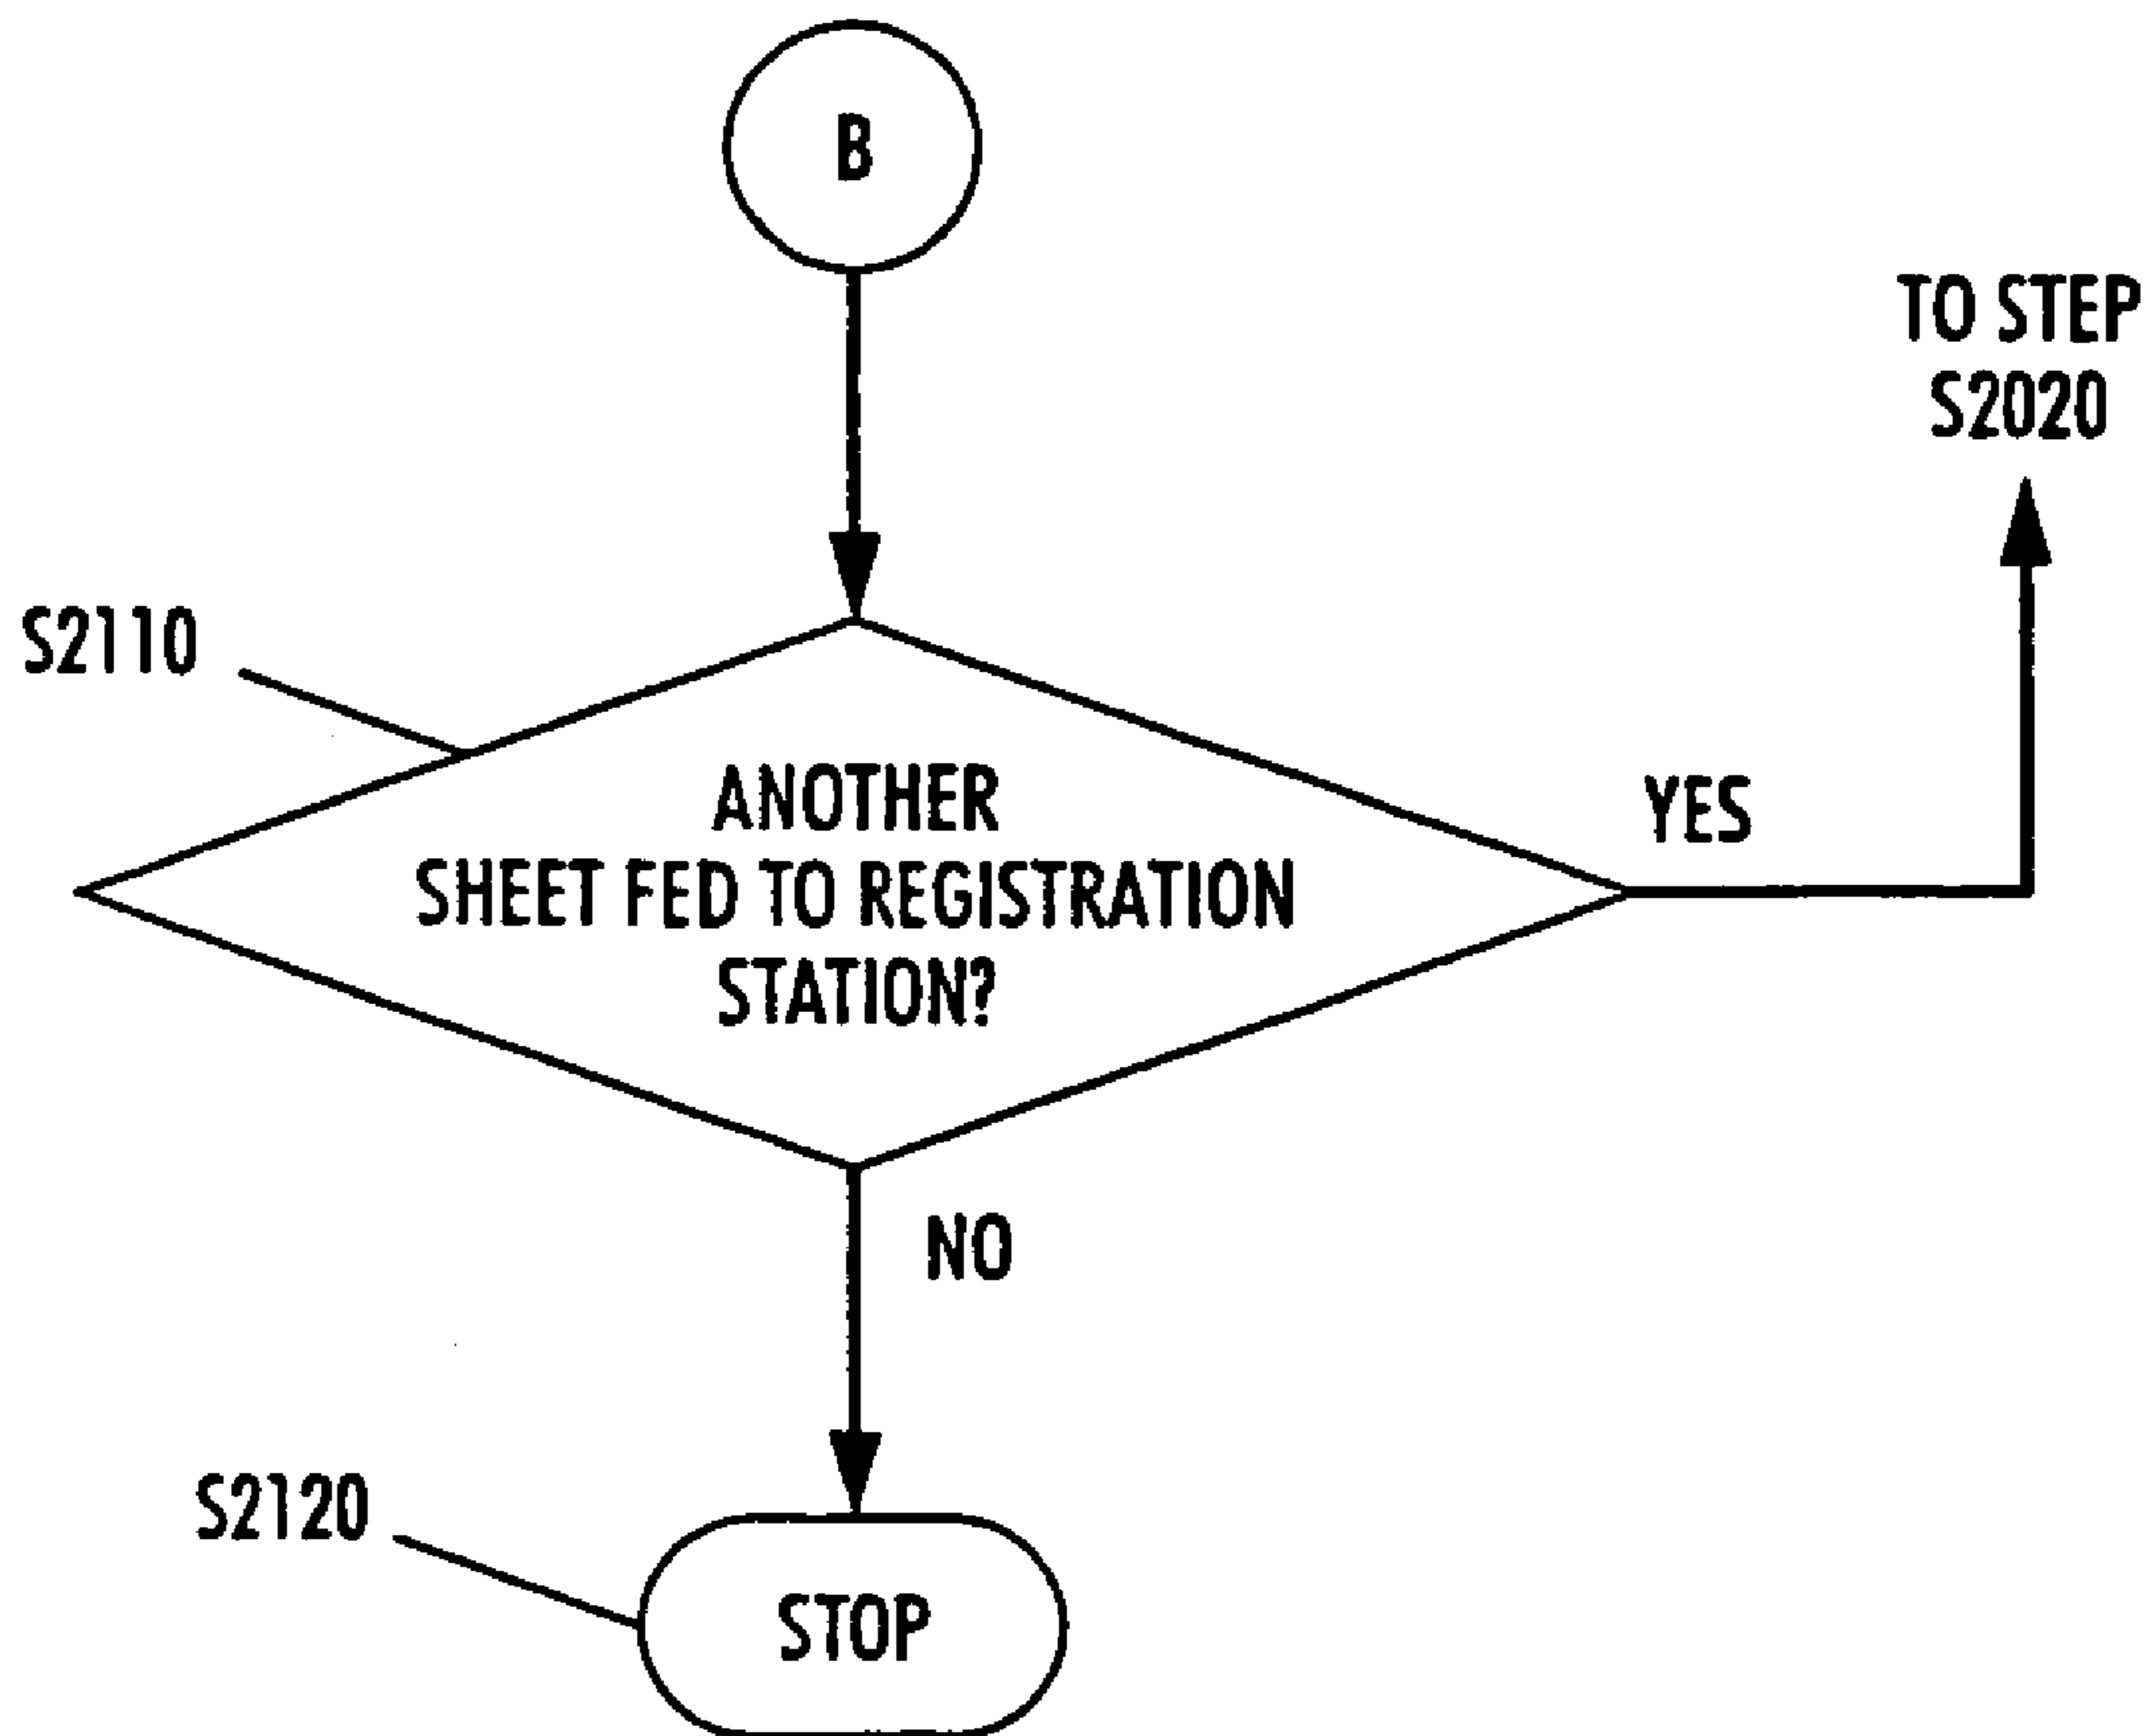 B
TO STEP
S2020
S2110
ANOTHER
SHEET FED TO REGISTRATION
STATION?
YES
NO
S2120
STOP